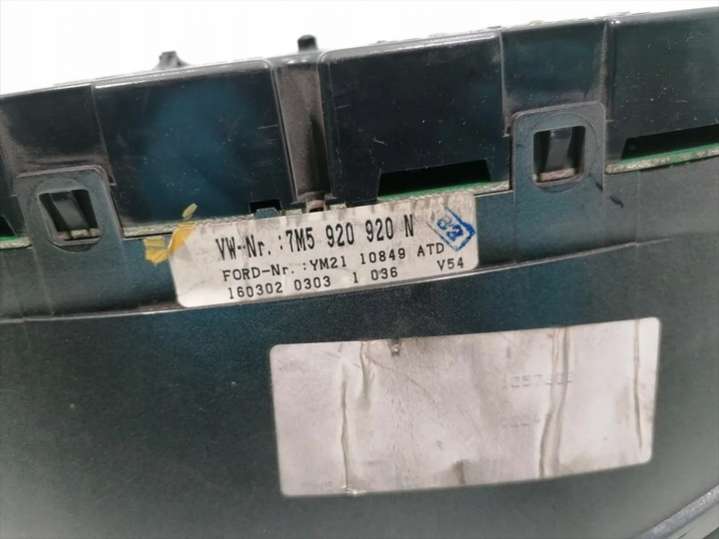 VW-Nr.:7M5 920 920 N
FORD-Nr.:YM21 10849 ATD
160302 0303 1 036 V54